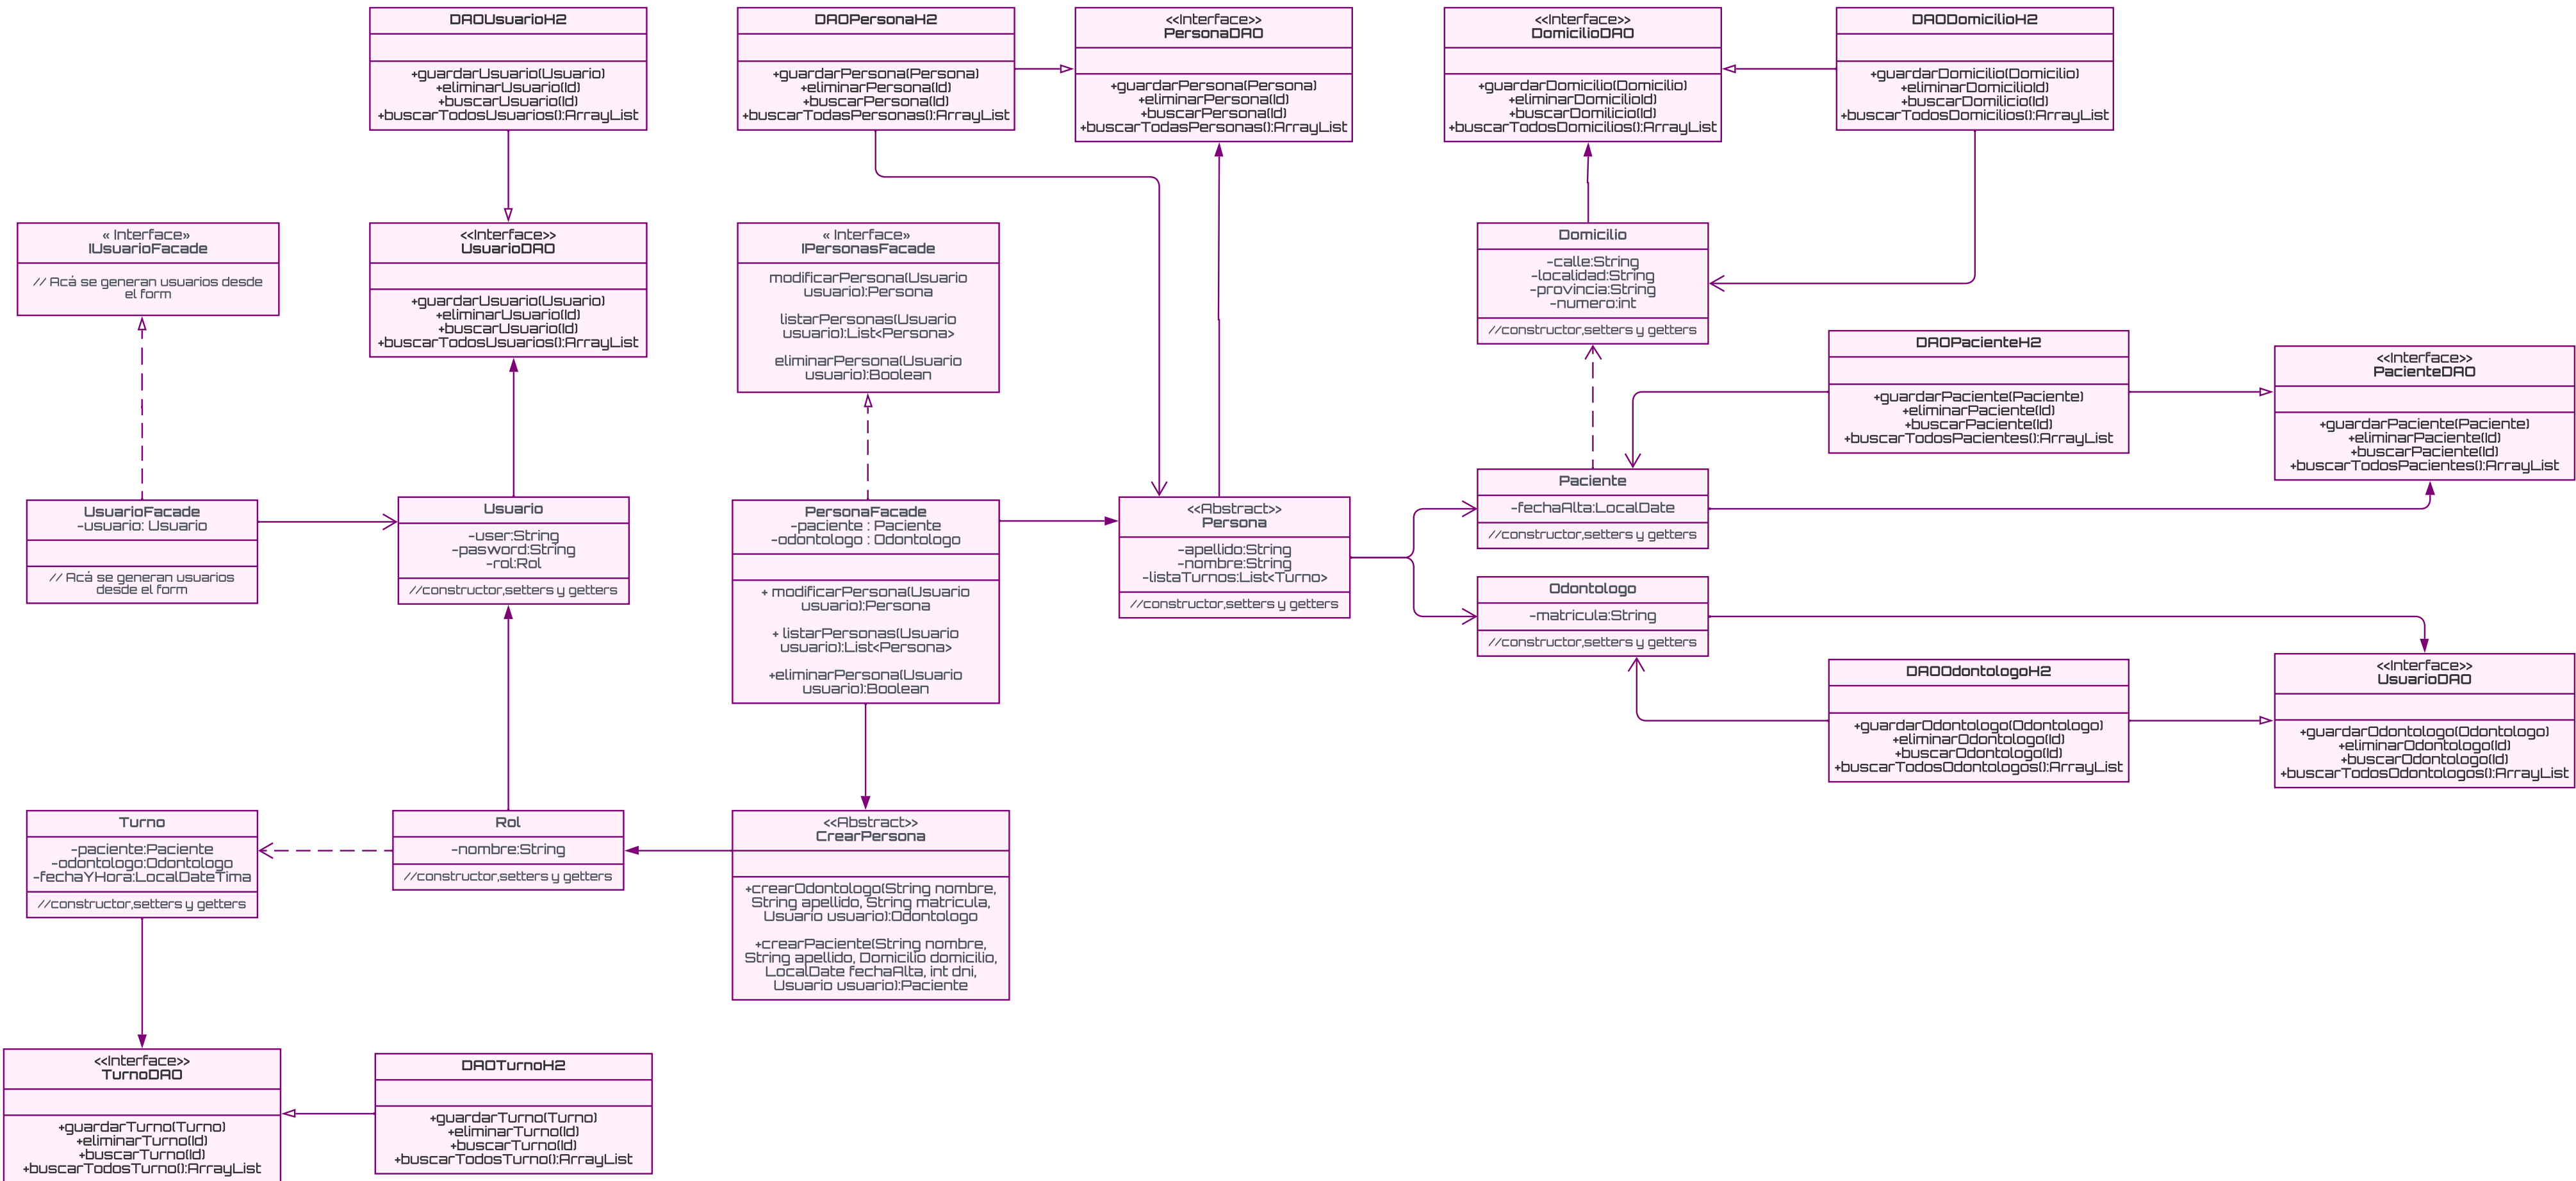 DAOUsuarioH2
+guardarUsuario(Usuario)
+eliminarUsuario(Id)
+buscarUsuario(Id)
+buscarTodosUsuarios():ArrayList
DAOPersonaH2
+guardarPersona(Persona)
+eliminarPersona(Id)
+buscarPersona(Id)
+buscarTodasPersonas():ArrayList
<<Interface>>
PersonaDAO
+guardarPersona(Persona)
+eliminarPersona(Id)
+buscarPersona(Id)
+buscarTodasPersonas():ArrayList
<<Interface>>
DomicilioDAO
+guardarDomicilio(Domicilio)
+eliminarDomicilioId)
+buscarDomilicio(Id)
+buscarTodosDomicilios():ArrayList
DAODomicilioH2
+guardarDomicilio(Domicilio)
+eliminarDomicilioId)
+buscarDomilicio(Id)
+buscarTodosDomicilios():ArrayList
« Interface»
IUsuarioFacade
// Acá se generan usuarios desde
el form
<<Interface>>
UsuarioDAO
+guardarUsuario(Usuario)
+eliminarUsuario(Id)
+buscarUsuario(Id)
+buscarTodosUsuarios():ArrayList
« Interface»
IPersonasFacade
modificarPersona(Usuario
usuario):Persona
listarPersonas(Usuario
usuario):List<Persona>
eliminarPersona(Usuario
usuario):Boolean
Domicilio
-calle:String
-localidad:String
-provincia:String
-numero:int
//constructor,setters y getters
DAOPacienteH2
+guardarPaciente(Paciente)
+eliminarPaciente(Id)
+buscarPaciente(Id)
+buscarTodosPacientes():ArrayList
<<Interface>>
PacienteDAO
+guardarPaciente(Paciente)
+eliminarPaciente(Id)
+buscarPaciente(Id)
+buscarTodosPacientes():ArrayList
UsuarioFacade
-usuario: Usuario
// Acá se generan usuarios
desde el form
Usuario
-user:String
-pasword:String
-rol:Rol
//constructor,setters y getters
PersonaFacade
-paciente : Paciente
-odontologo : Odontologo
+ modificarPersona(Usuario
usuario):Persona
+ listarPersonas(Usuario
usuario):List<Persona>
+eliminarPersona(Usuario
usuario):Boolean
<<Abstract>>
Persona
-apellido:String
-nombre:String
-listaTurnos:List<Turno>
//constructor,setters y getters
Paciente
-fechaAlta:LocalDate
//constructor,setters y getters
Odontologo
-matricula:String
//constructor,setters y getters
DAOOdontologoH2
+guardarOdontologo(Odontologo)
+eliminarOdontologo(Id)
+buscarOdontologo(Id)
+buscarTodosOdontologos():ArrayList
<<Interface>>
UsuarioDAO
+guardarOdontologo(Odontologo)
+eliminarOdontologo(Id)
+buscarOdontologo(Id)
+buscarTodosOdontologos():ArrayList
Turno
-paciente:Paciente
-odontologo:Odontologo
-fechaYHora:LocalDateTima
//constructor,setters y getters
Rol
-nombre:String
//constructor,setters y getters
<<Abstract>>
CrearPersona
+crearOdontologo(String nombre,
String apellido, String matricula,
Usuario usuario):Odontologo
+crearPaciente(String nombre,
String apellido, Domicilio domicilio,
LocalDate fechaAlta, int dni,
Usuario usuario):Paciente
<<Interface>>
TurnoDAO
+guardarTurno(Turno)
+eliminarTurno(Id)
+buscarTurno(Id)
+buscarTodosTurno():ArrayList
DAOTurnoH2
+guardarTurno(Turno)
+eliminarTurno(Id)
+buscarTurno(Id)
+buscarTodosTurno():ArrayList